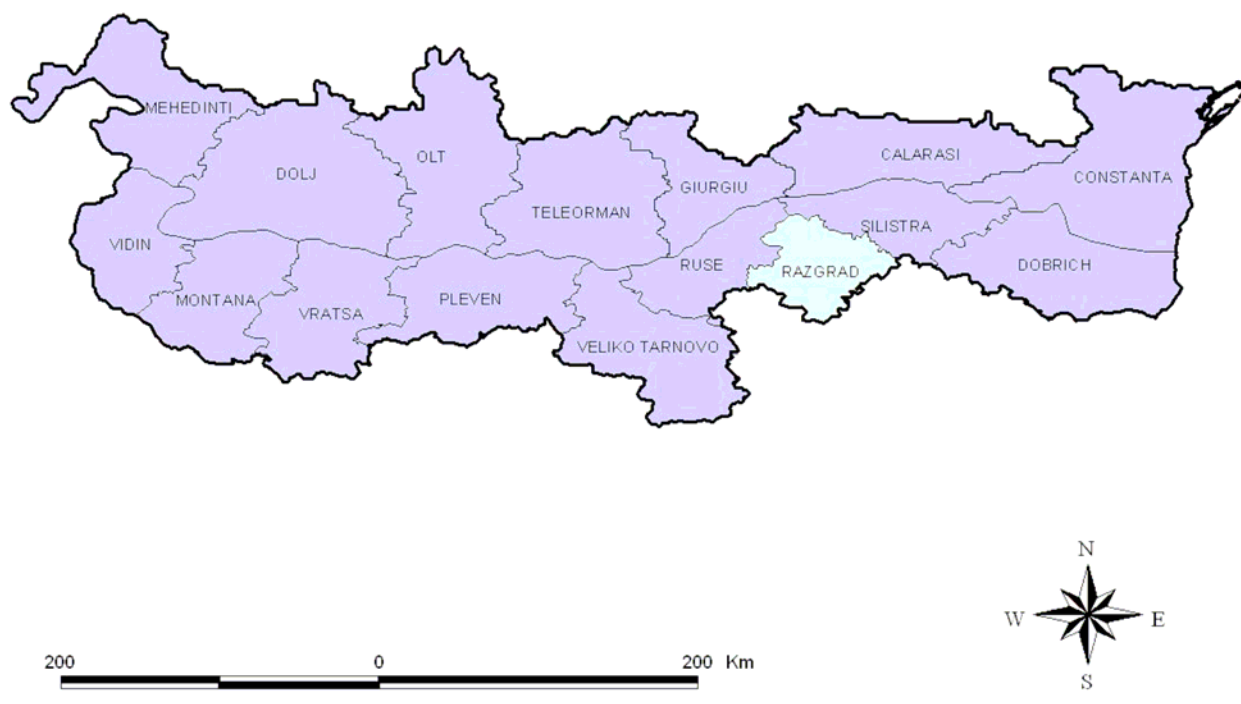 MEHEDINTI
OLT
CALARASI
DOLJ
CONSTANTA
GIURGIU
TELEORMAN
SILISTRA
VIDIN
RUSE
DOBRICH
RAZGRAD
MONTANA
PLEVEN
VRATSA
VELIKO TARNOVO
N
W E
S
200 0 200 Km